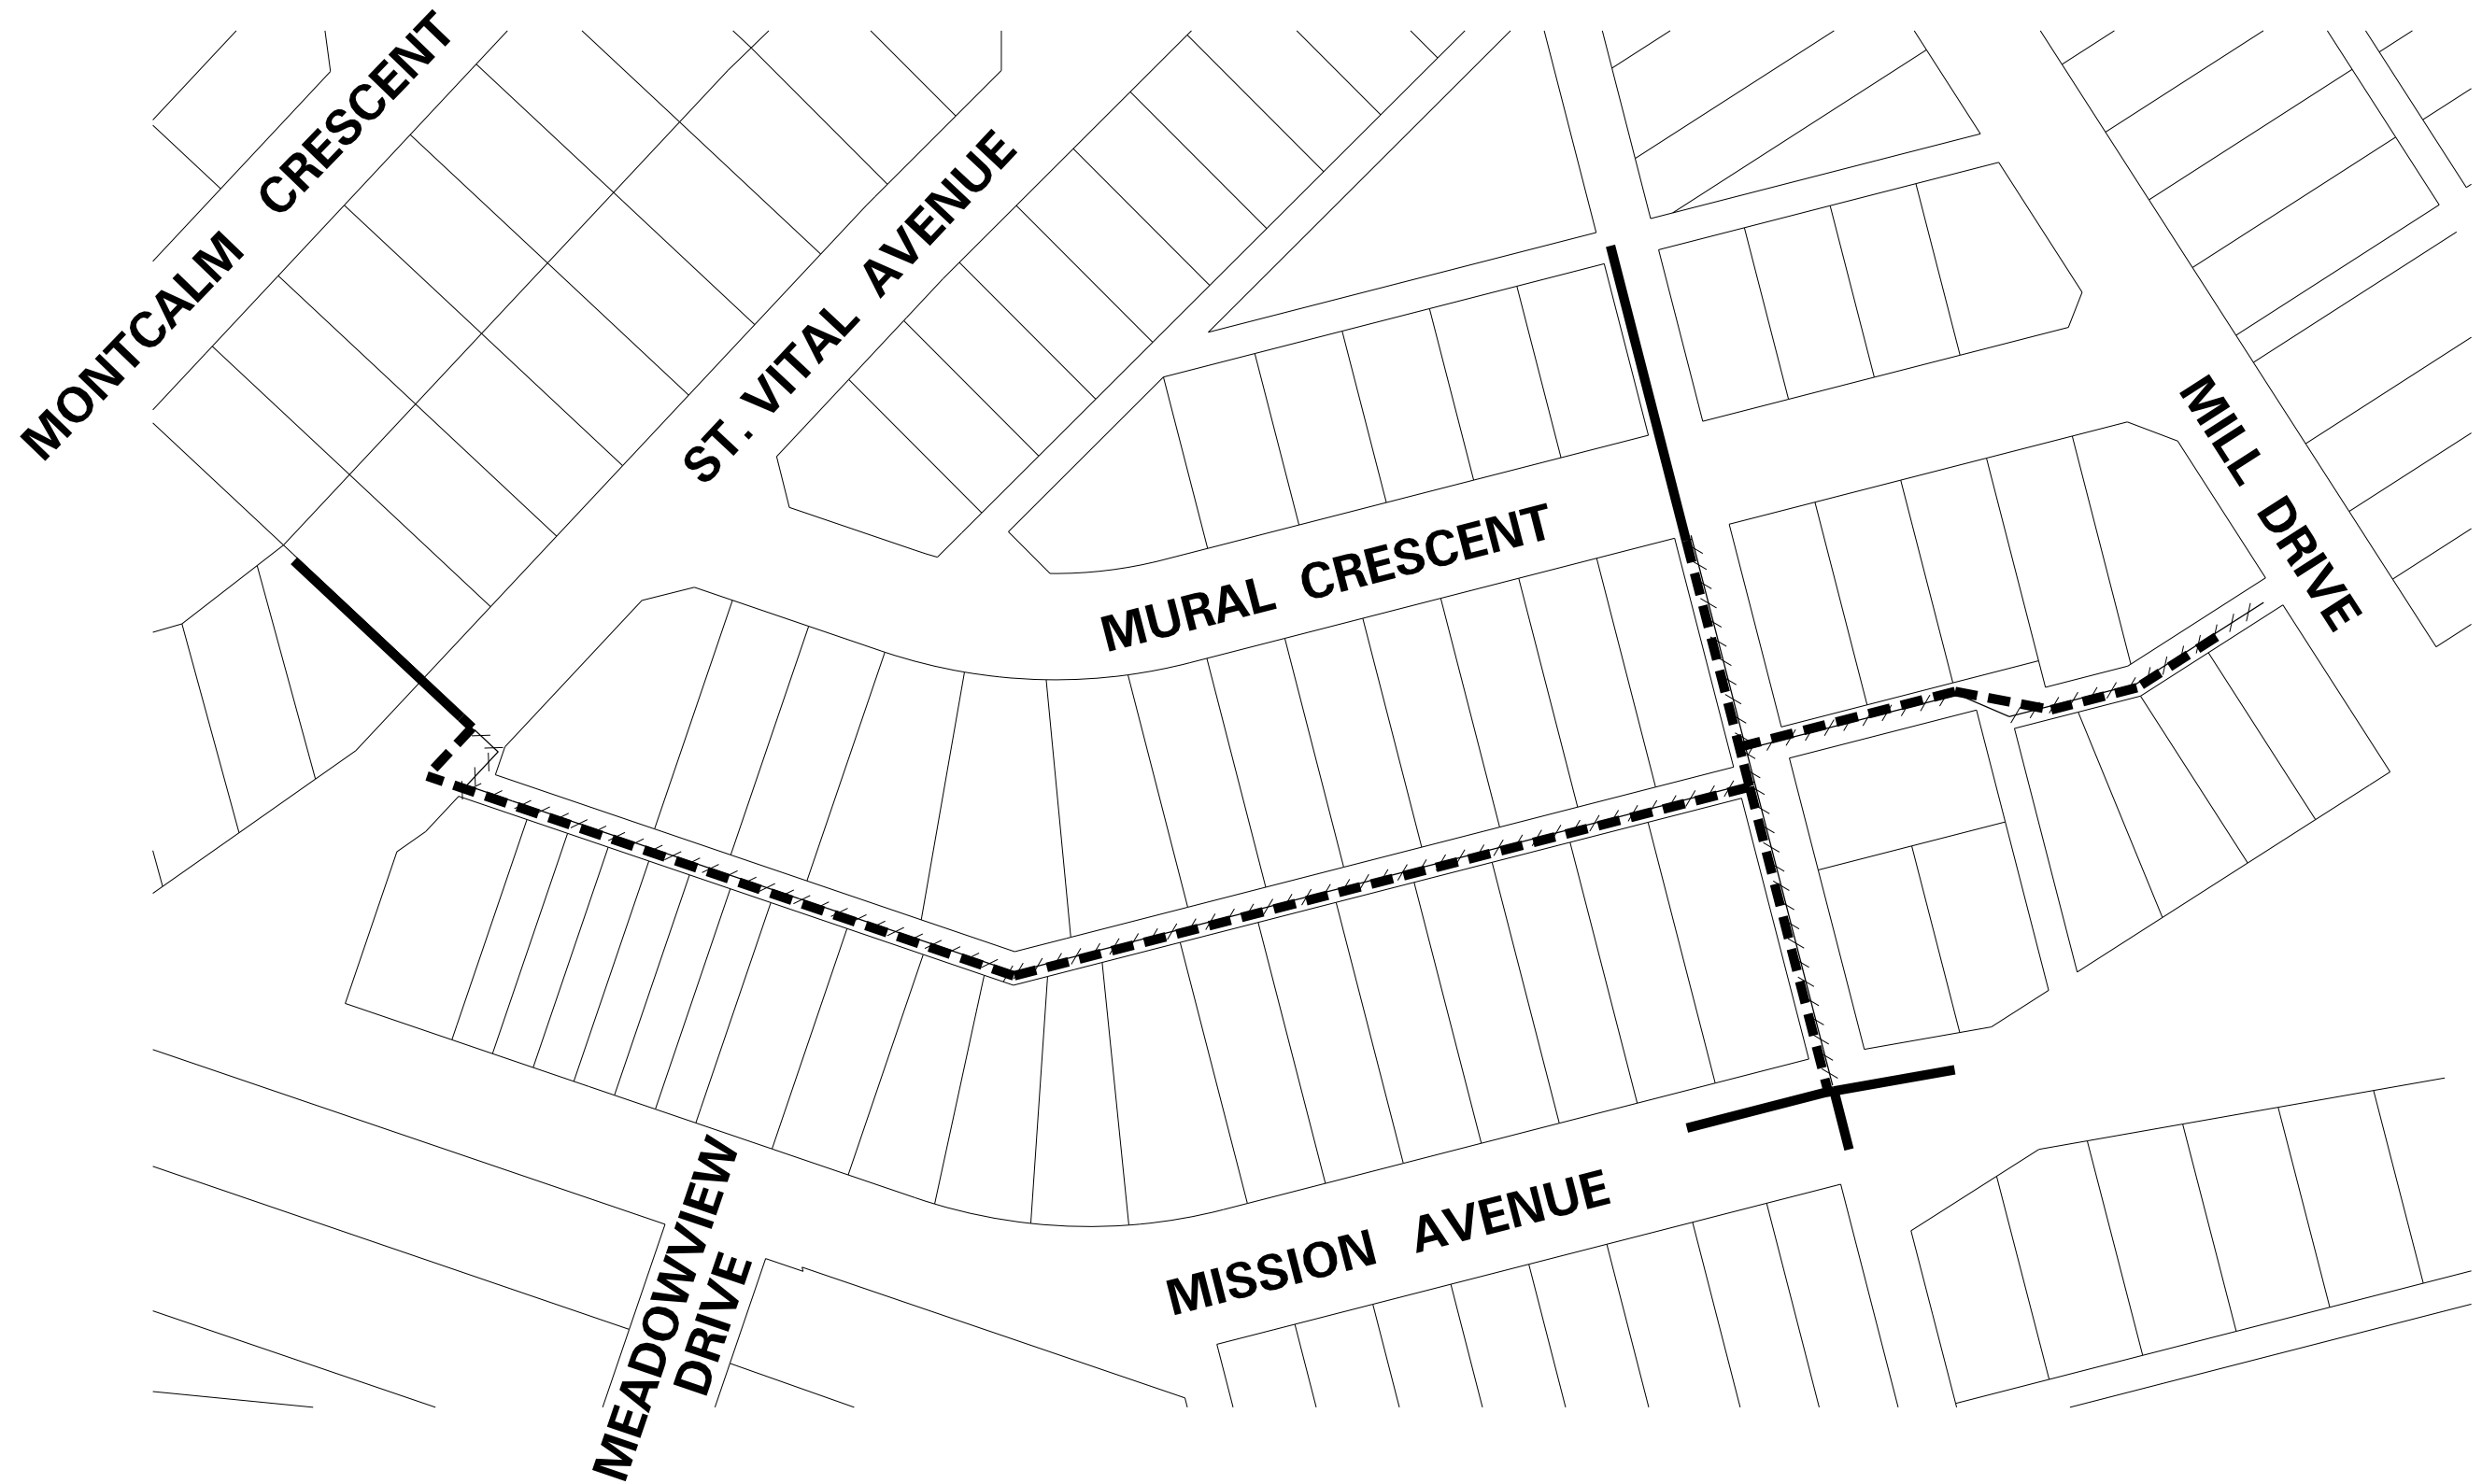 MONTCALM CRESCENT
ST. VITAL AVENUE
MURAL CRESCENT
MILL DRIVE
MISSION AVENUE
MEADOWVIEW
DRIVE